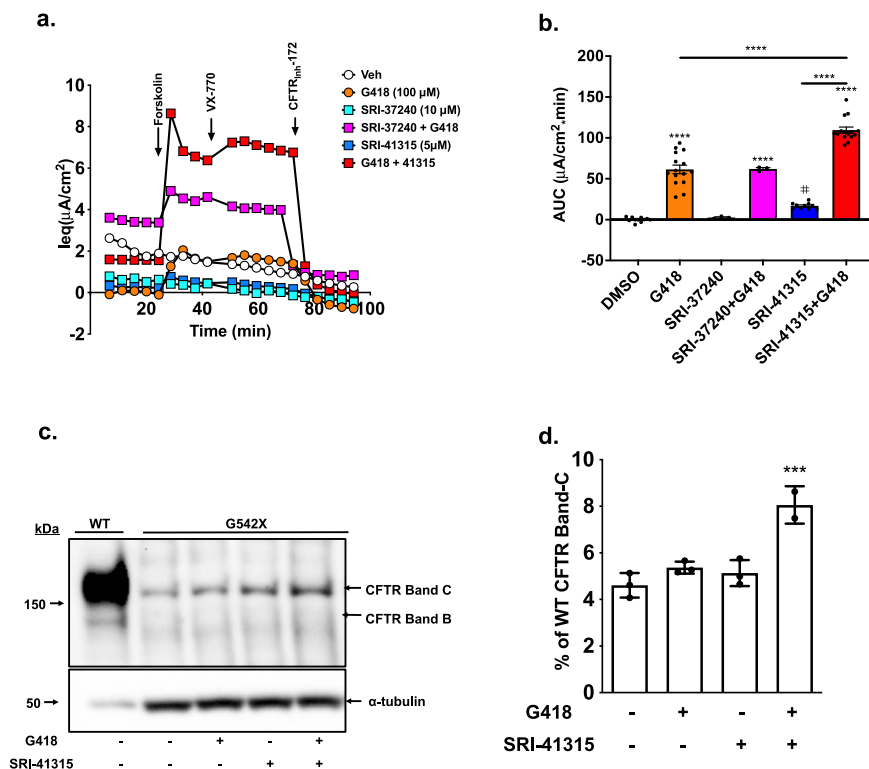 a.
Forskolin
VX-770
CFTRInh-172
Veh
G418 (100 µM)
SRI-37240 (10 µM)
SRI-37240 + G418
SRI-41315 (5µM)
G418 + 41315
Ieq(µA/cm²)
10
8
6
4
2
0
-2
20
40
60
80
100
Time (min)
b.
AUC (µA/cm².min)
200
150
100
50
0
-50
****
****
****
****
****
#
DMSO
G418
SRI-37240
SRI-37240+G418
SRI-41315
SRI-41315+G418
c.
kDa
WT
G542X
150
CFTR Band C
CFTR Band B
50
α-tubulin
G418 - - + - +
SRI-41315 - - - + +
d.
% of WT CFTR Band-C
10
8
6
4
2
0
***
G418 - + - +
SRI-41315 - - + +